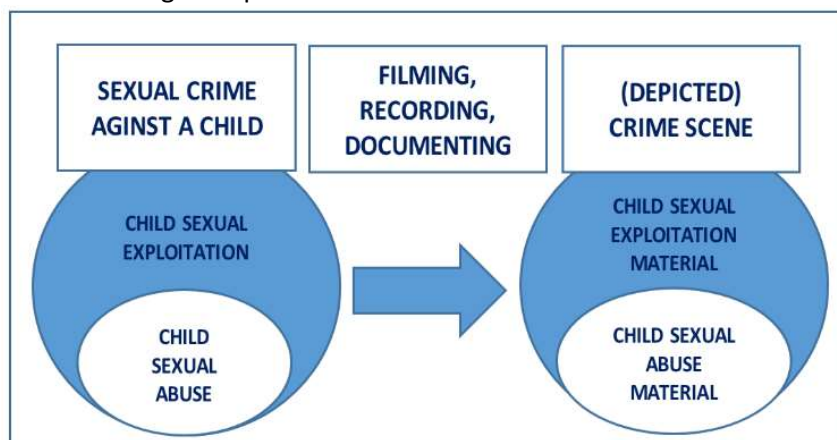 SEXUAL CRIME
AGINST A CHILD
FILMING,
RECORDING,
DOCUMENTING
(DEPICTED)
CRIME SCENE
CHILD SEXUAL
EXPLOITATION
CHILD
SEXUAL
ABUSE
CHILD SEXUAL
EXPLOITATION
MATERIAL
CHILD SEXUAL
ABUSE
MATERIAL